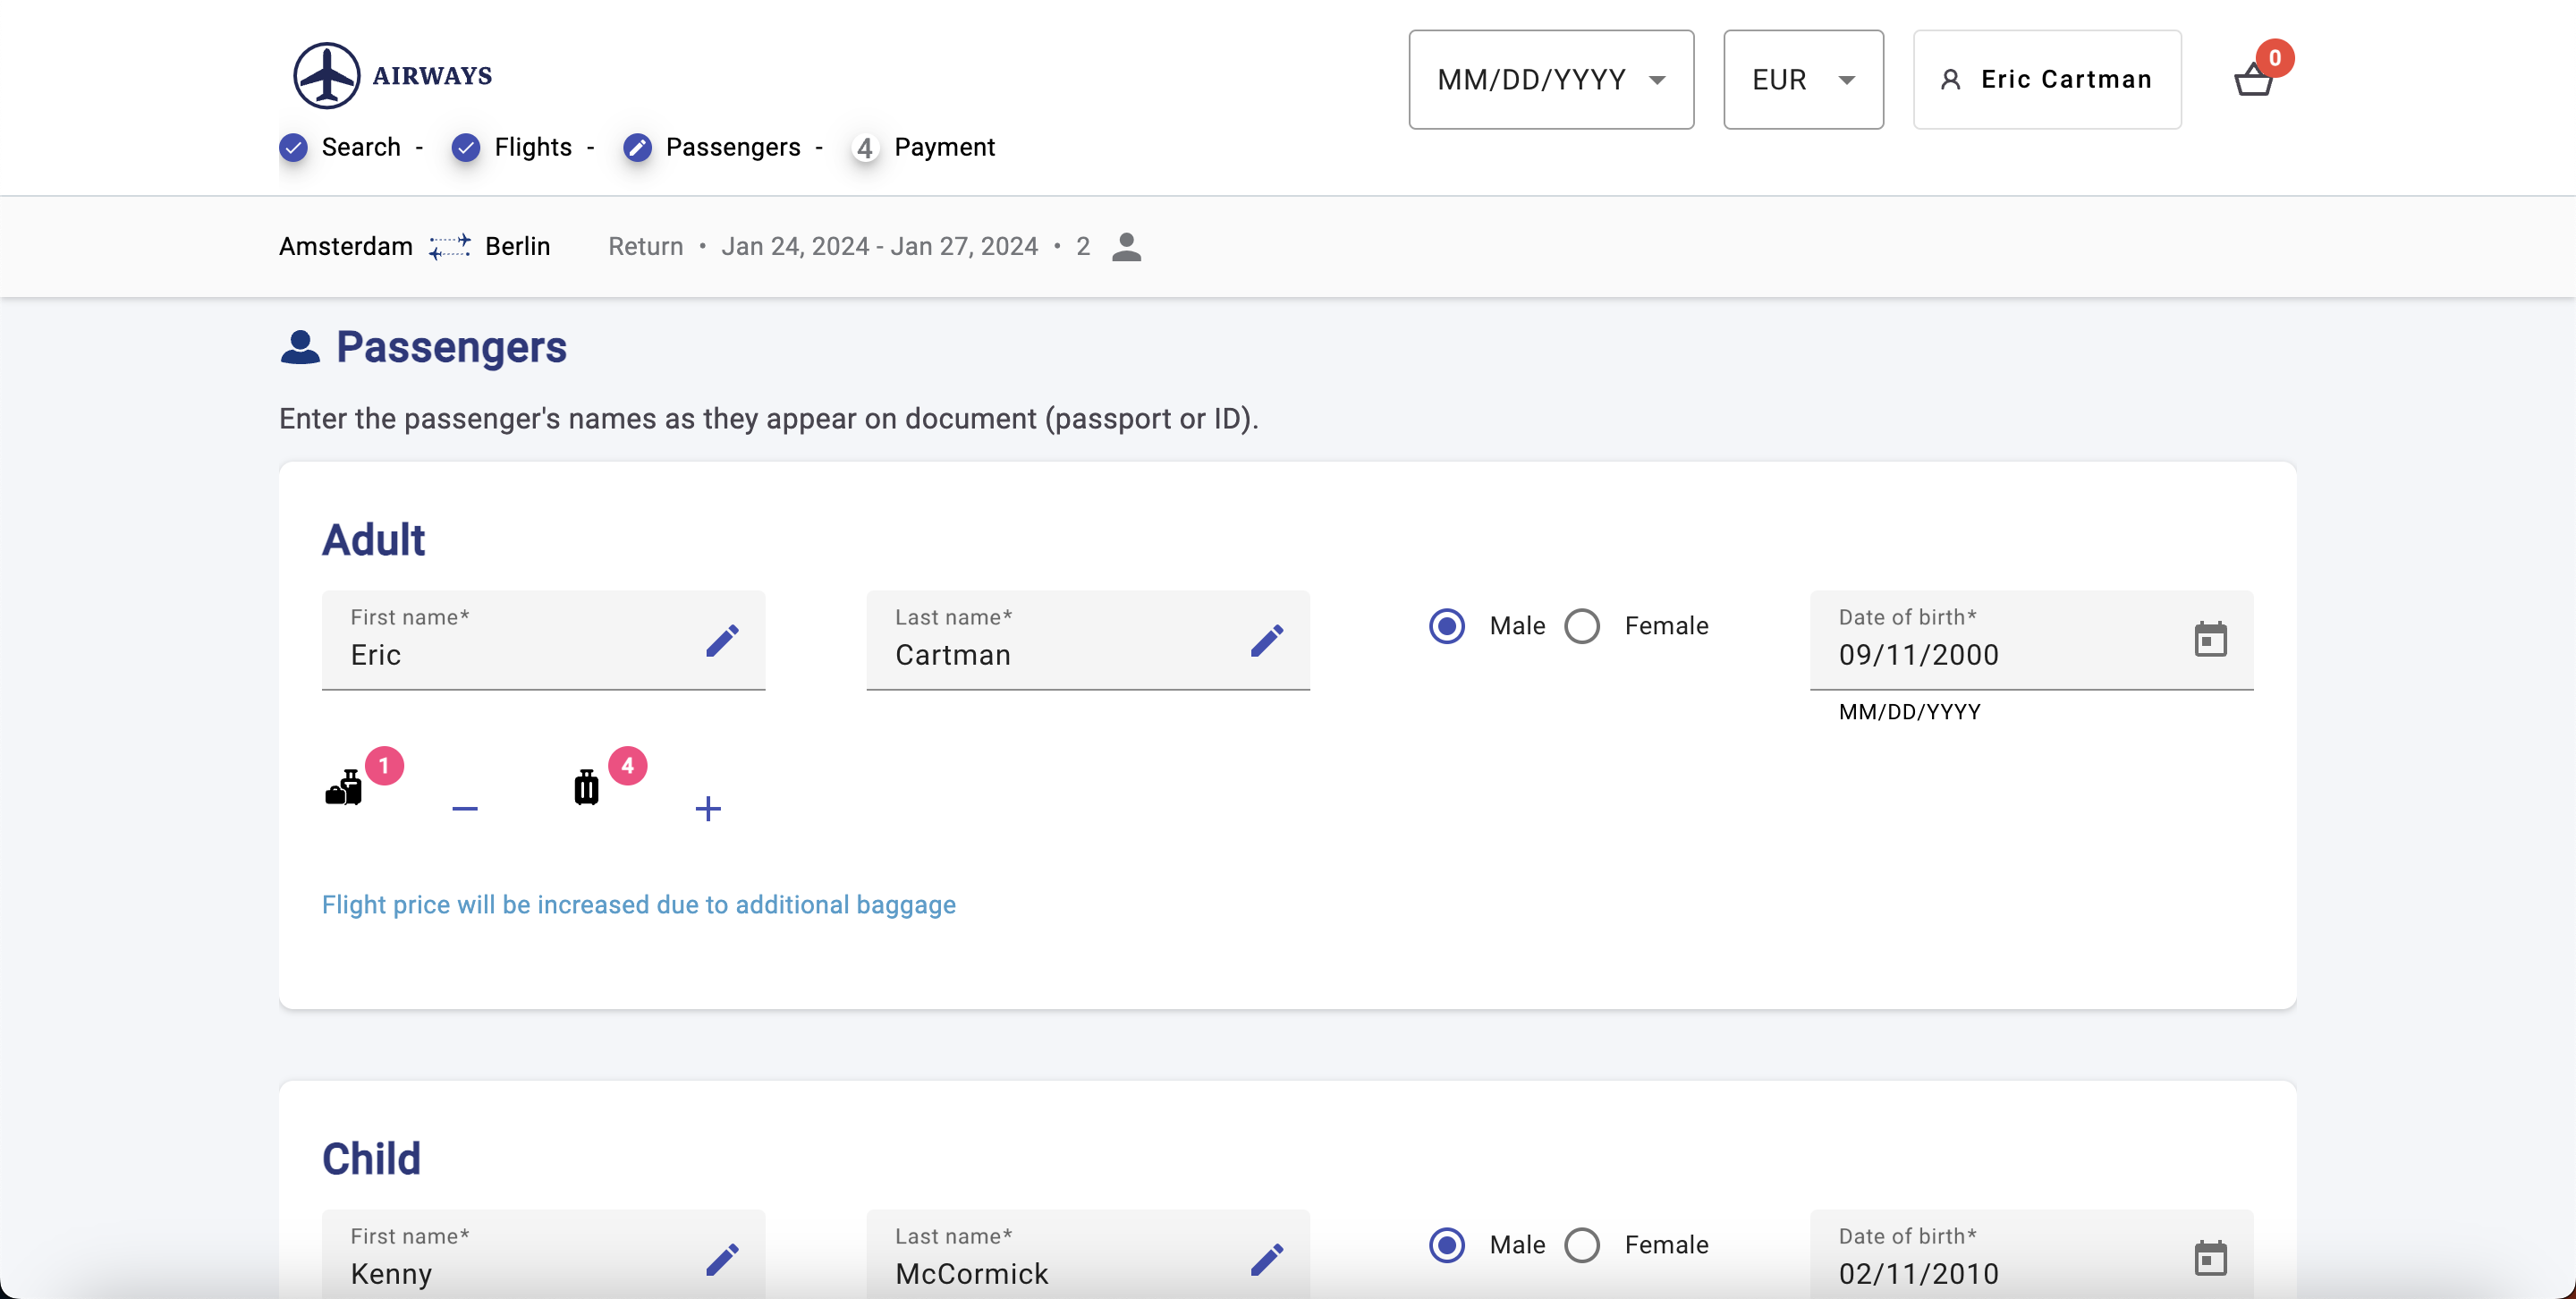 AIRWAYS
MM/DD/YYYY
EUR
Eric Cartman
0
Search -
Flights -
Passengers -
4 Payment
Amsterdam Berlin Return • Jan 24, 2024 - Jan 27, 2024 • 2
Passengers
Enter the passenger's names as they appear on document (passport or ID).
Adult
First name*
Eric
Last name*
Cartman
Male
Female
Date of birth*
09/11/2000
MM/DD/YYYY
1
4
Flight price will be increased due to additional baggage
Child
First name*
Kenny
Last name*
McCormick
Male
Female
Date of birth*
02/11/2010